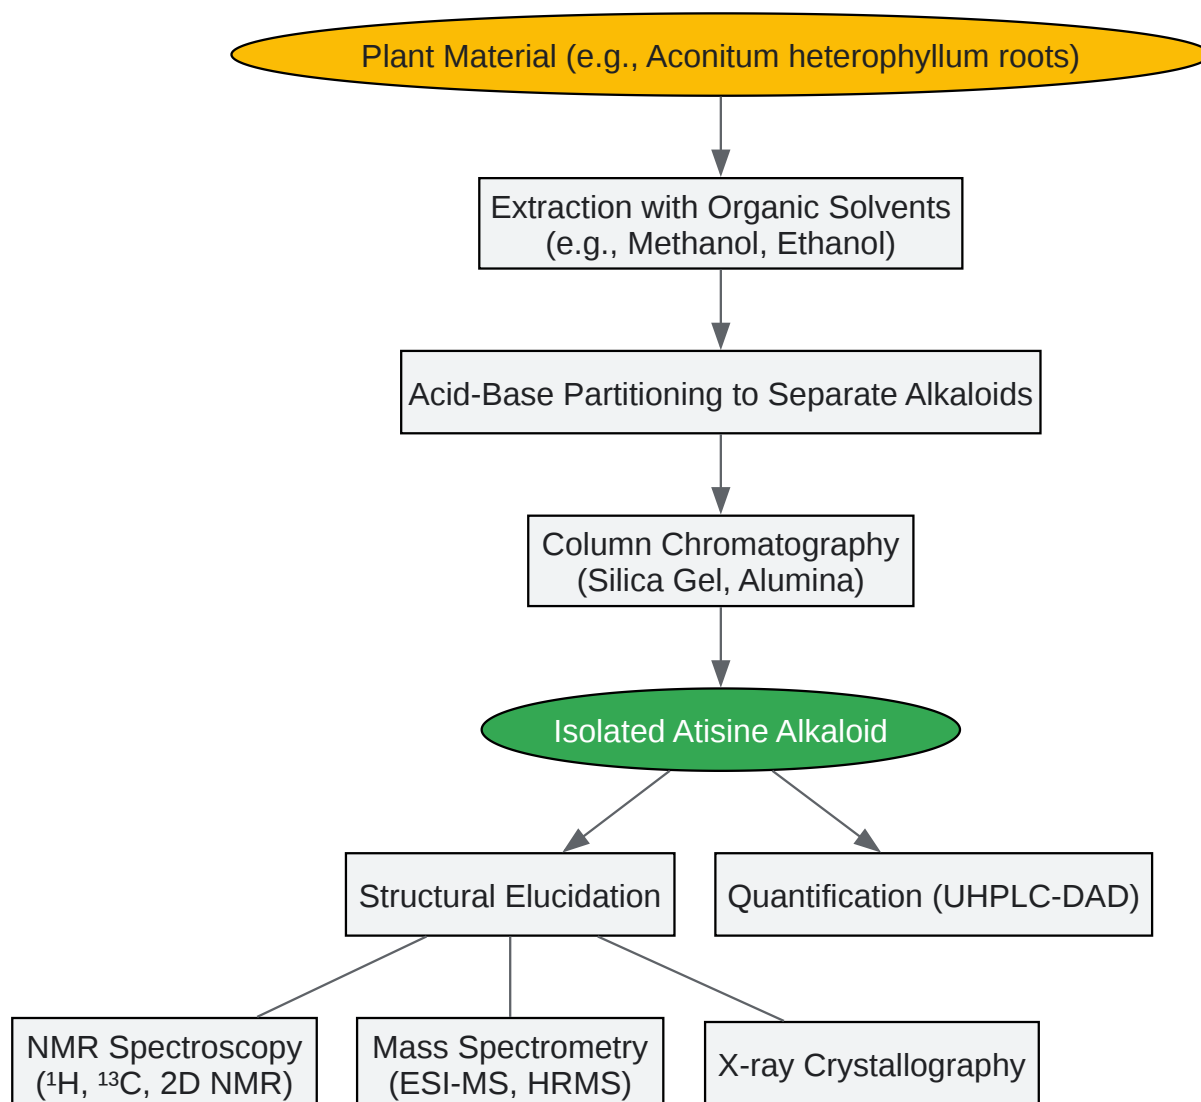 Plant Material (e.g., Aconitum heterophyllum roots)
Extraction with Organic Solvents
(e.g., Methanol, Ethanol)
Acid-Base Partitioning to Separate Alkaloids
Column Chromatography
(Silica Gel, Alumina)
Isolated Atisine Alkaloid
Structural Elucidation
Quantification (UHPLC-DAD)
NMR Spectroscopy
(¹H, ¹³C, 2D NMR)
Mass Spectrometry
(ESI-MS, HRMS)
X-ray Crystallography